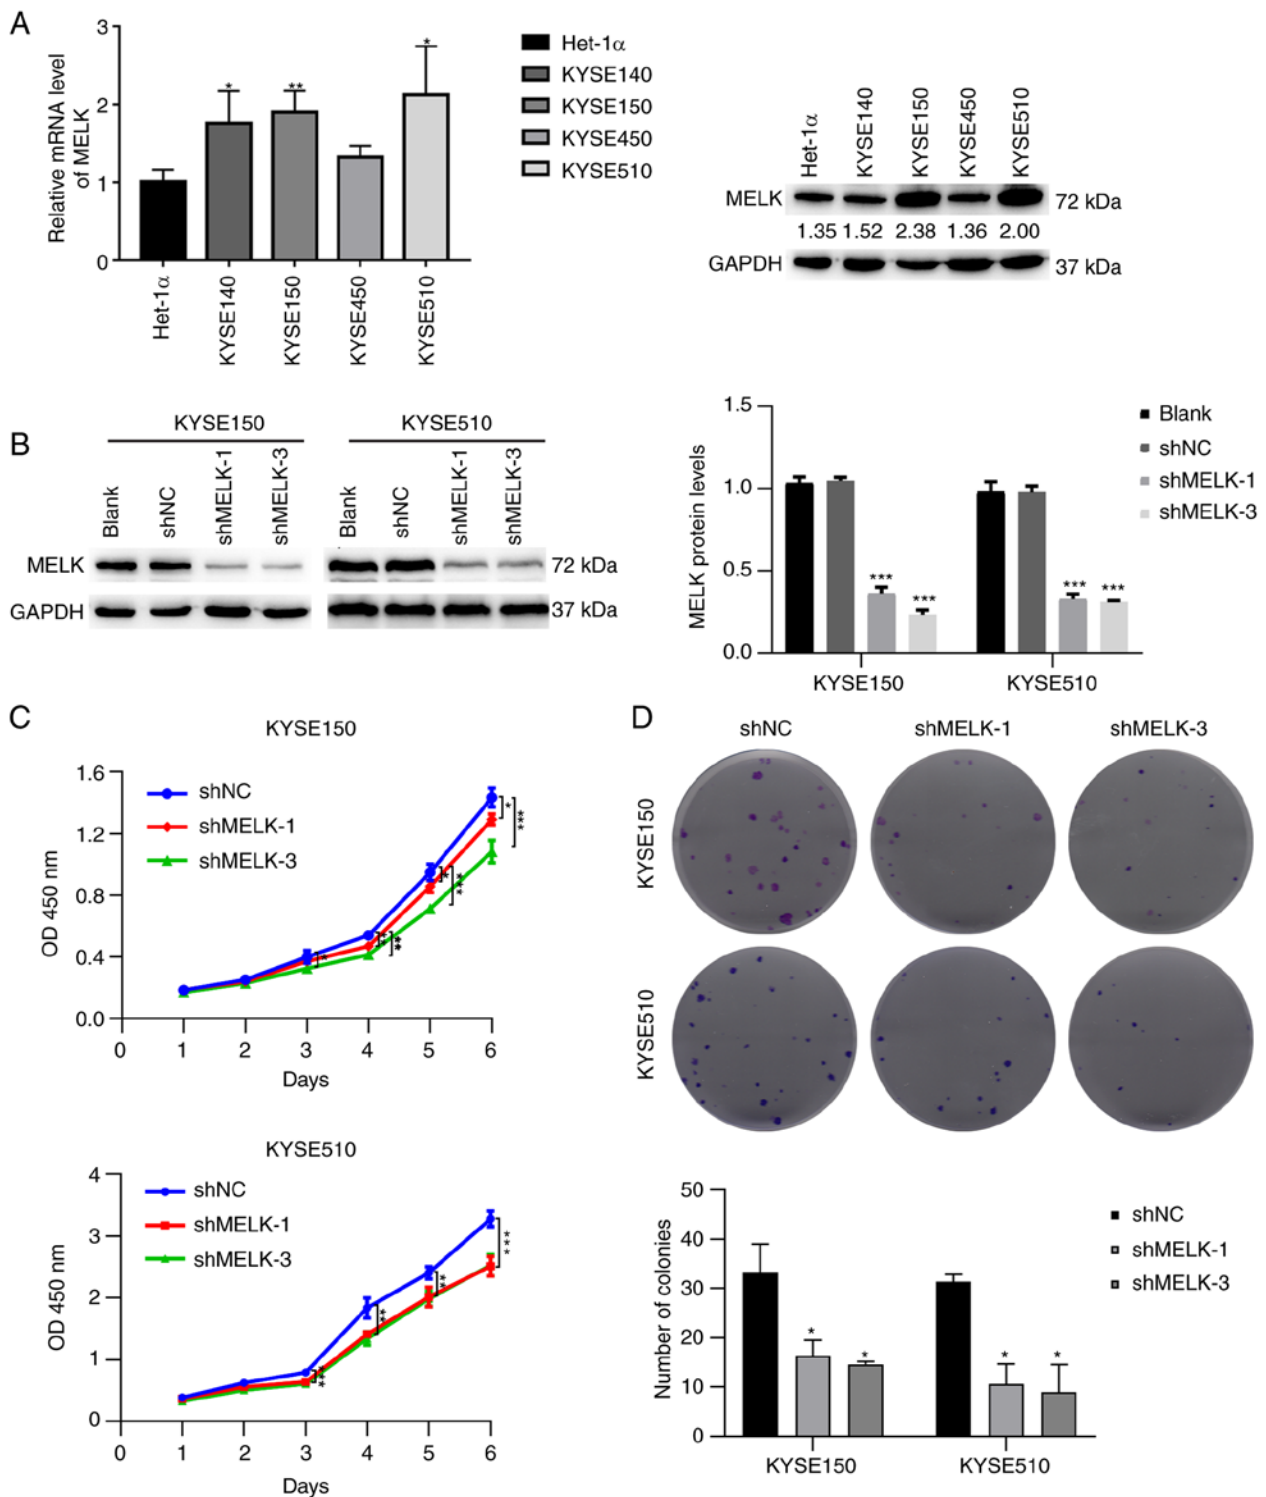 A
Relative mRNA level
of MELK
3
2
1
0
*
**
*
Het-1α
KYSE140
KYSE150
KYSE450
KYSE510
Het-1α
KYSE140
KYSE150
KYSE450
KYSE510
Het-1α
KYSE140
KYSE150
KYSE450
KYSE510
MELK
72 kDa
1.35 1.52 2.38 1.36 2.00
GAPDH
37 kDa
B
KYSE150
KYSE510
Blank
shNC
shMELK-1
shMELK-3
Blank
shNC
shMELK-1
shMELK-3
MELK
72 kDa
GAPDH
37 kDa
MELK protein levels
1.5
1.0
0.5
0.0
***
***
***
***
KYSE150
KYSE510
Blank
shNC
shMELK-1
shMELK-3
C
KYSE150
OD 450 nm
1.6
1.2
0.8
0.4
0.0
shNC
shMELK-1
shMELK-3
*
**
**
*
***
*
***
0 1 2 3 4 5 6
Days
KYSE510
OD 450 nm
4
3
2
1
0
shNC
shMELK-1
shMELK-3
***
***
**
***
0 1 2 3 4 5 6
Days
D
shNC
shMELK-1
shMELK-3
KYSE150
KYSE510
Number of colonies
50
40
30
20
10
0
*
*
*
*
KYSE150
KYSE510
shNC
shMELK-1
shMELK-3